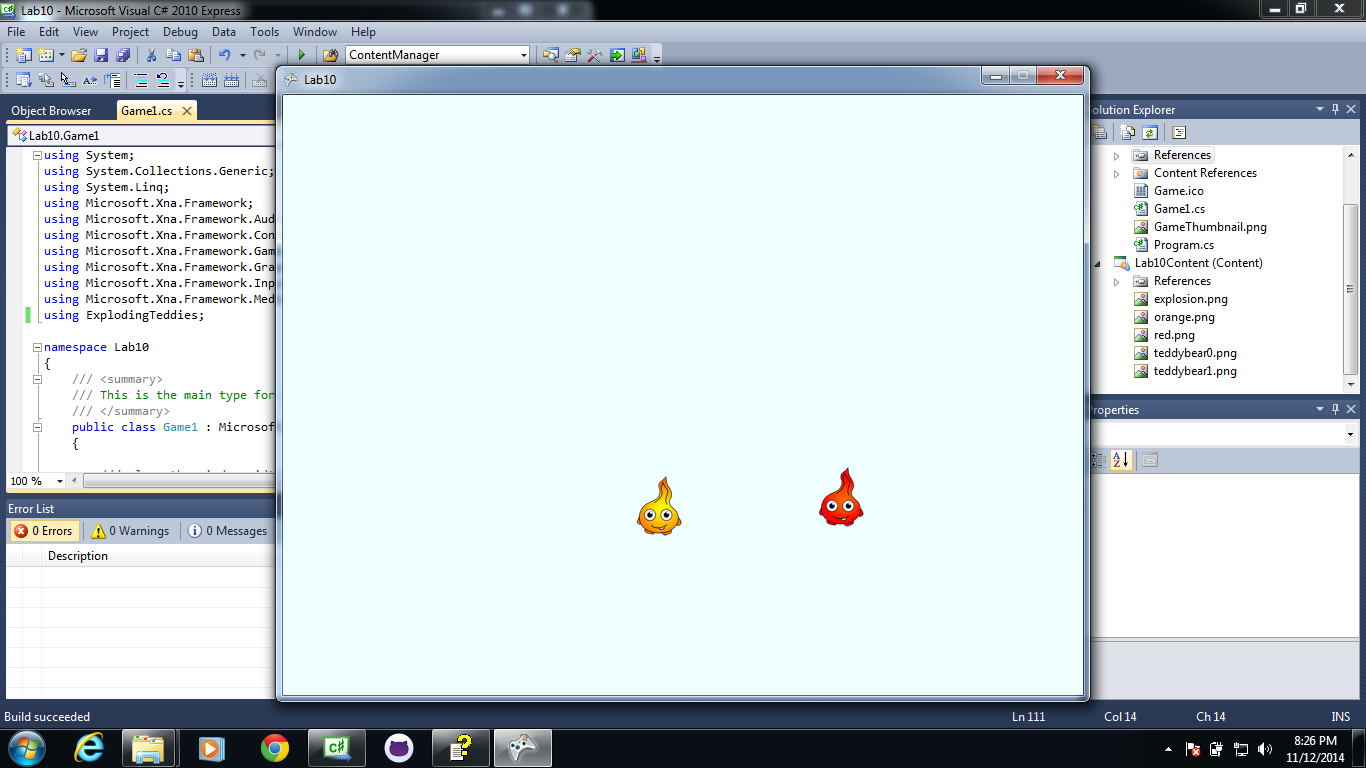 Lab10 - Microsoft Visual C# 2010 Express
File Edit View Project Debug Data Tools Window Help
ContentManager
Lab10
Object Browser
Game1.cs
Lab10.Game1
using System;
using System.Collections.Generic;
using System.Linq;
using Microsoft.Xna.Framework;
using Microsoft.Xna.Framework.Aud
using Microsoft.Xna.Framework.Con
using Microsoft.Xna.Framework.Gam
using Microsoft.Xna.Framework.Gra
using Microsoft.Xna.Framework.Inp
using Microsoft.Xna.Framework.Med
using ExplodingTeddies;
namespace Lab10
{
/// <summary>
/// This is the main type for
/// </summary>
public class Game1 : Microsof
{
100 %
Error List
0 Errors
0 Warnings
0 Messages
Description
olution Explorer
References
Content References
Game.ico
Game1.cs
GameThumbnail.png
Program.cs
Lab10Content (Content)
References
explosion.png
orange.png
red.png
teddybear0.png
teddybear1.png
roperties
Build succeeded
Ln 111
Col 14
Ch 14
INS
8:26 PM
11/12/2014